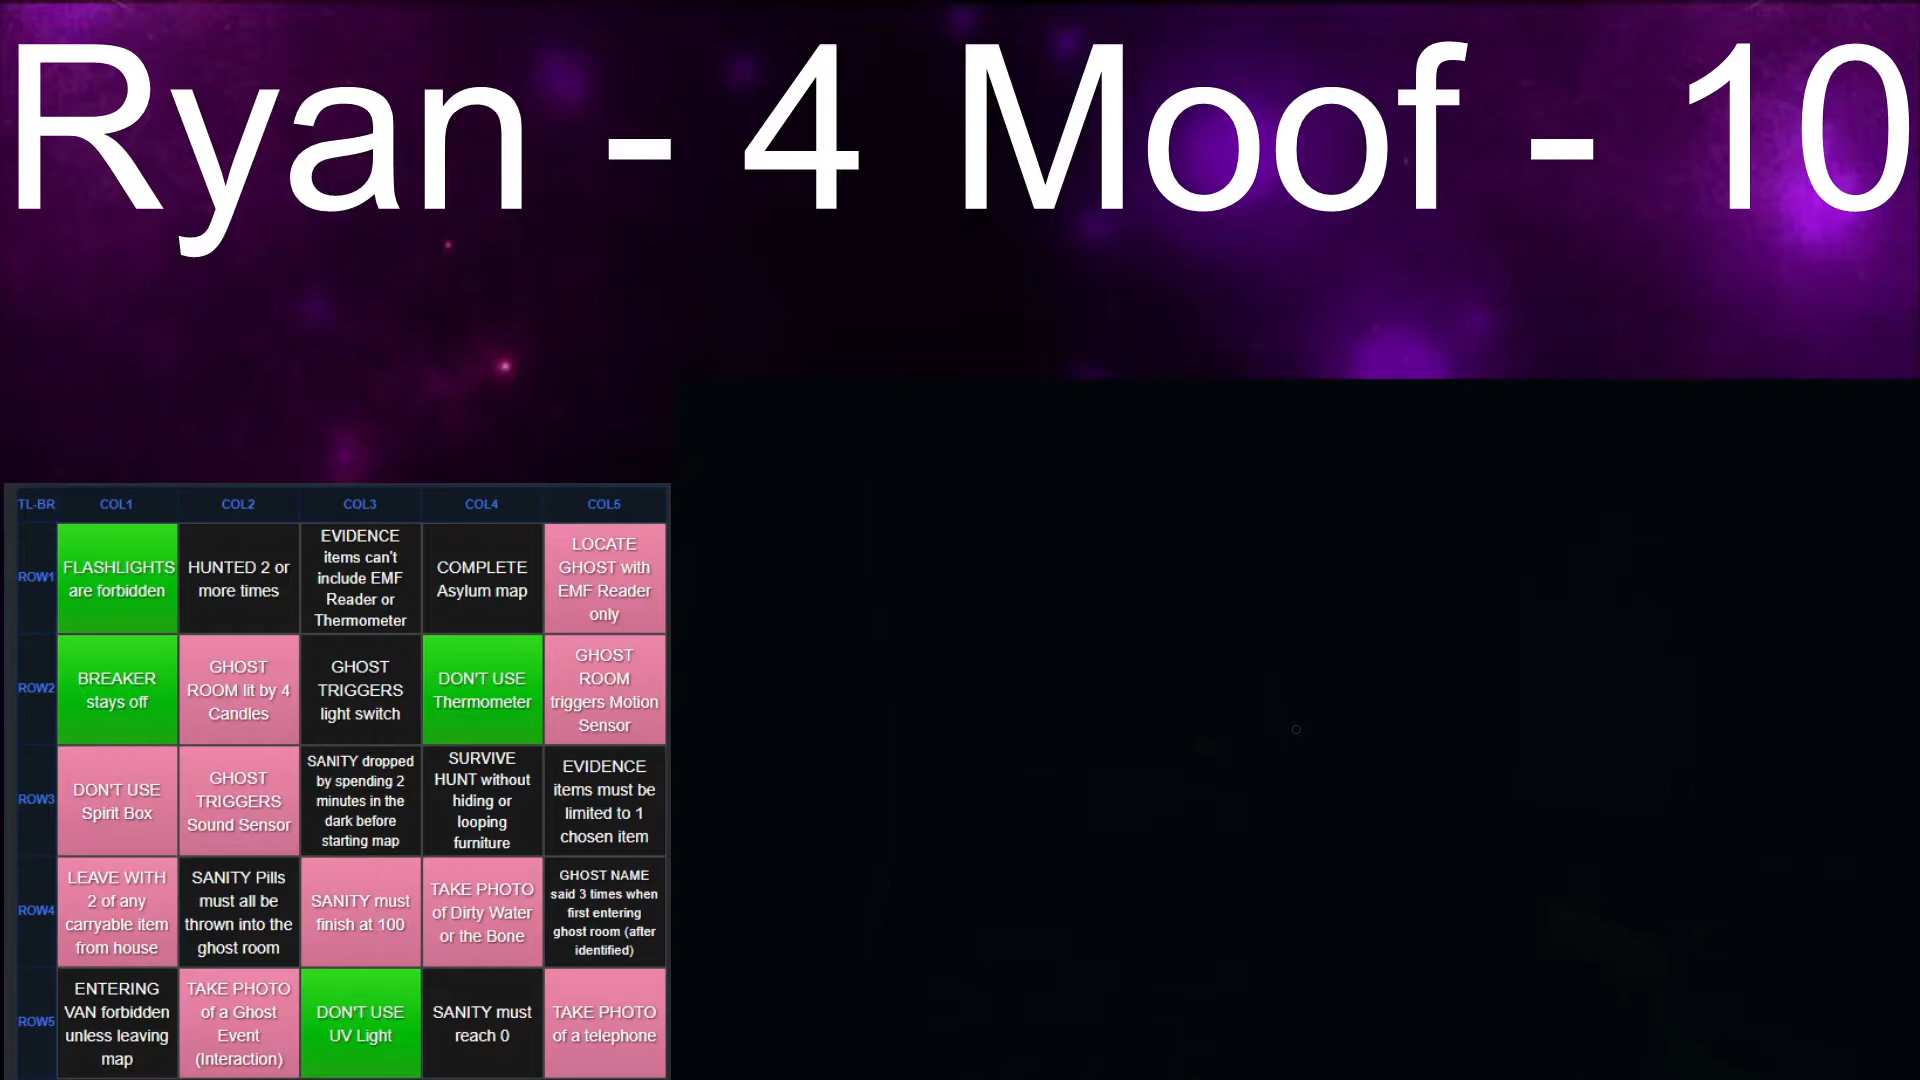 Ryan - 4 Moof - 10
TL-BR COL1 COL2 COL3 COL4 COL5
ROW1
FLASHLIGHTS
are forbidden
HUNTED 2 or
more times
EVIDENCE
items can't
include EMF
Reader or
Thermometer
COMPLETE
Asylum map
LOCATE
GHOST with
EMF Reader
only
ROW2
BREAKER
stays off
GHOST
ROOM lit by 4
Candles
GHOST
TRIGGERS
light switch
DON'T USE
Thermometer
GHOST
ROOM
triggers Motion
Sensor
ROW3
DON'T USE
Spirit Box
GHOST
TRIGGERS
Sound Sensor
SANITY dropped
by spending 2
minutes in the
dark before
starting map
SURVIVE
HUNT without
hiding or
looping
furniture
EVIDENCE
items must be
limited to 1
chosen item
ROW4
LEAVE WITH
2 of any
carryable item
from house
SANITY Pills
must all be
thrown into the
ghost room
SANITY must
finish at 100
TAKE PHOTO
of Dirty Water
or the Bone
GHOST NAME
said 3 times when
first entering
ghost room (after
identified)
ROW5
ENTERING
VAN forbidden
unless leaving
map
TAKE PHOTO
of a Ghost
Event
(Interaction)
DON'T USE
UV Light
SANITY must
reach 0
TAKE PHOTO
of a telephone